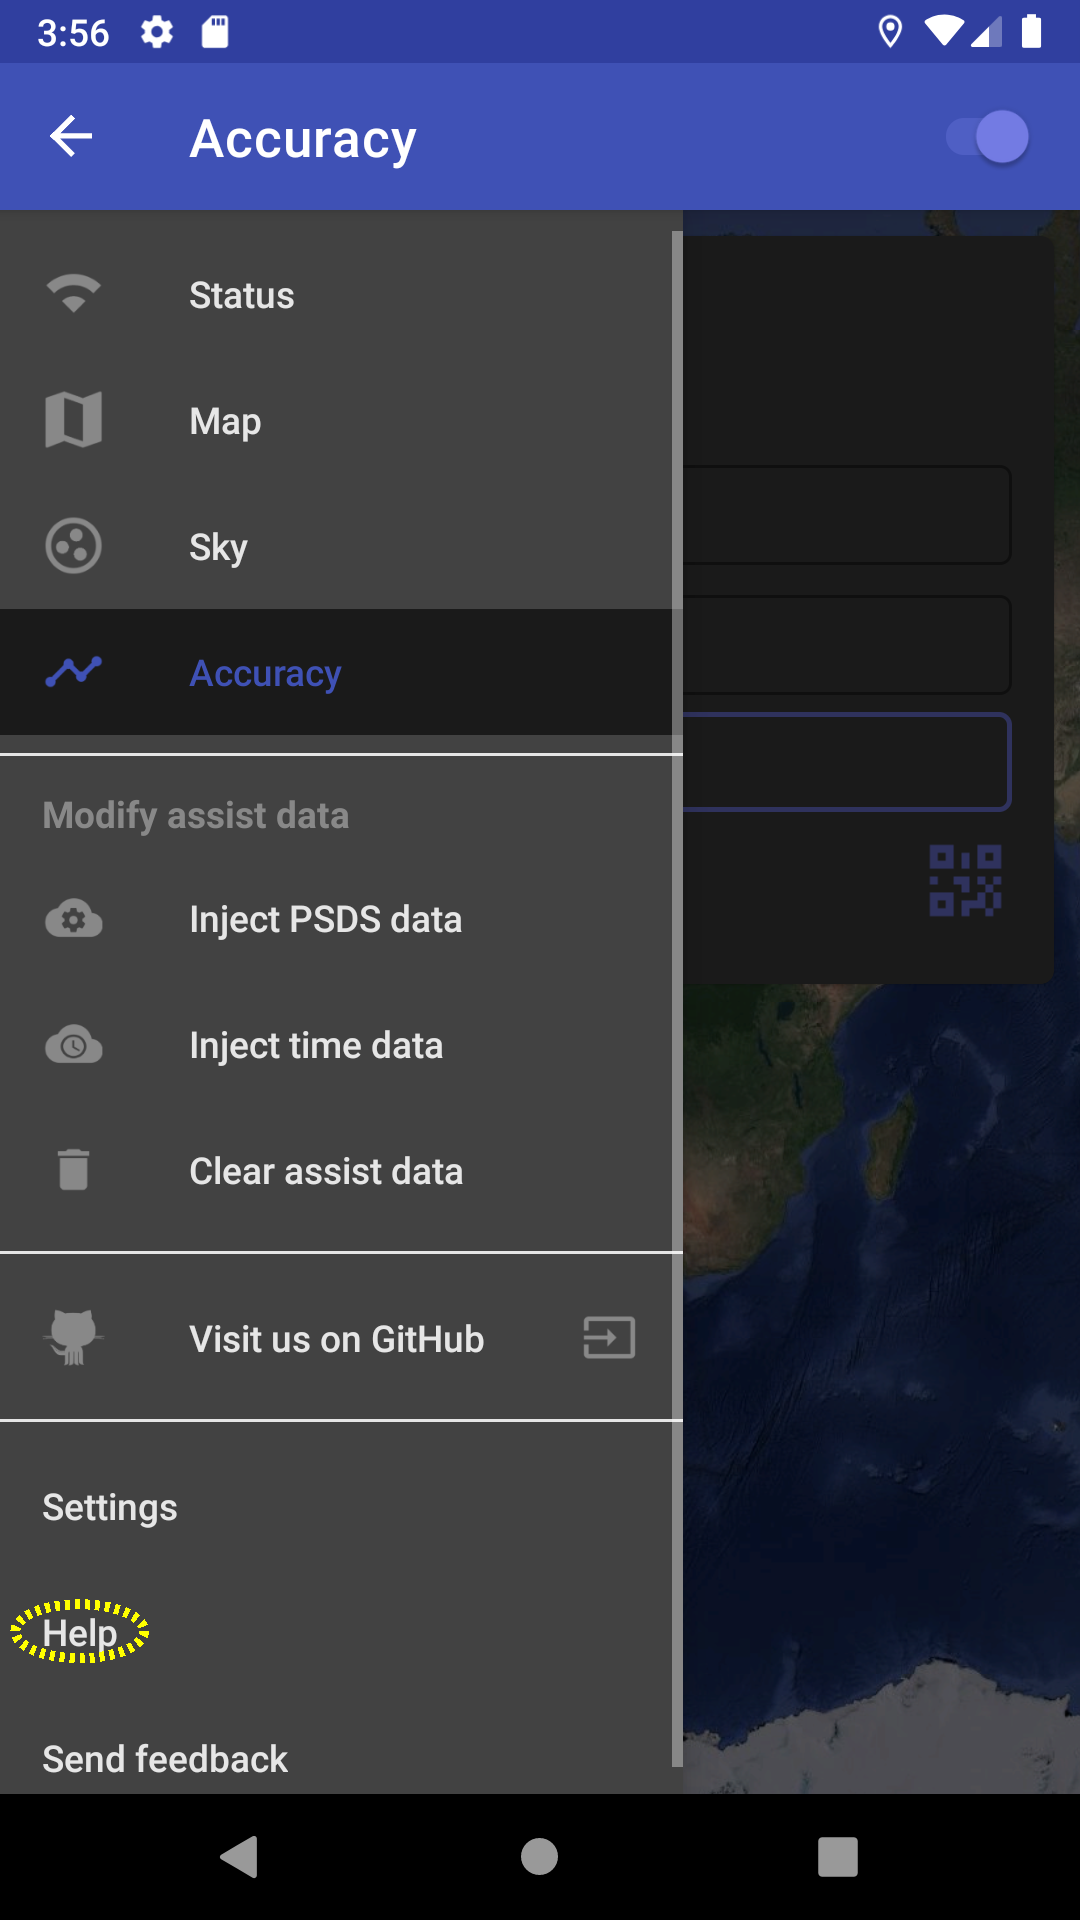 3:56
Accuracy
Status
Map
Sky
Accuracy
Modify assist data
Inject PSDS data
Inject time data
Clear assist data
Visit us on GitHub
Settings
Help
Send feedback